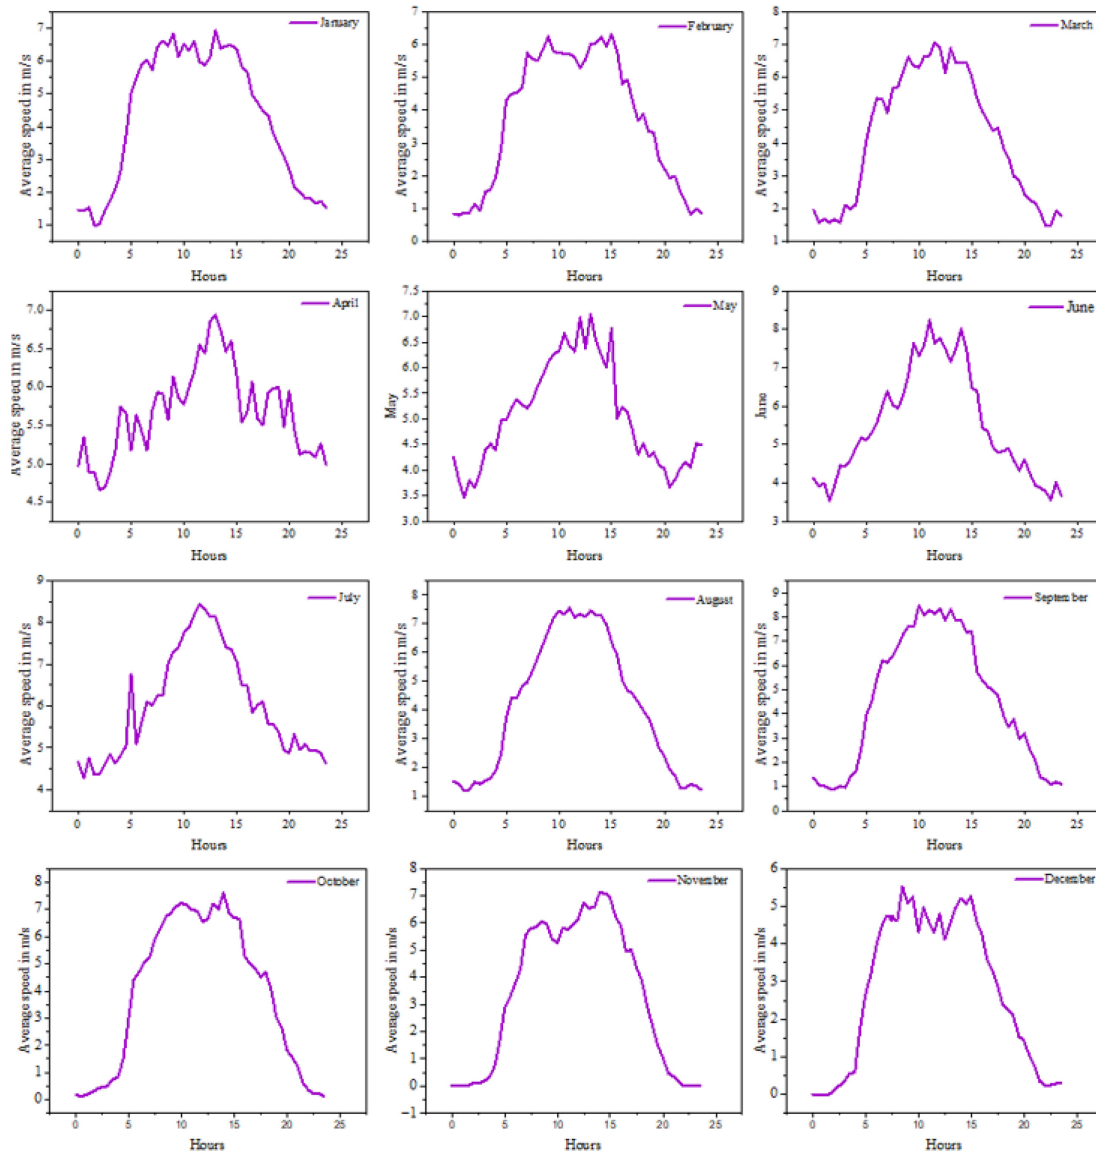 January
Average speed in m/s
7
6
5
4
3
2
1
0 5 10 15 20 25
Hours
February
Average speed in m/s
7
6
5
4
3
2
1
0
0 5 10 15 20 25
Hours
March
Average speed in m/s
8
7
6
5
4
3
2
1
0 5 10 15 20 25
Hours
April
Average speed in m/s
7.0
6.5
6.0
5.5
5.0
4.5
0 5 10 15 20 25
Hours
May
May
7.5
7.0
6.5
6.0
5.5
5.0
4.5
4.0
3.5
3.0
0 5 10 15 20 25
Hours
June
June
9
8
7
6
5
4
3
0 5 10 15 20 25
Hours
July
Average speed in m/s
9
8
7
6
5
4
0 5 10 15 20 25
Hours
August
Average speed in m/s
8
7
6
5
4
3
2
1
0 5 10 15 20 25
Hours
September
Average speed in m/s
9
8
7
6
5
4
3
2
1
0
0 5 10 15 20 25
Hours
October
Average speed in m/s
8
7
6
5
4
3
2
1
0
0 5 10 15 20 25
Hours
November
Average speed in m/s
8
7
6
5
4
3
2
1
0
−1
0 5 10 15 20 25
Hours
December
Average speed in m/s
6
5
4
3
2
1
0
0 5 10 15 20 25
Hours